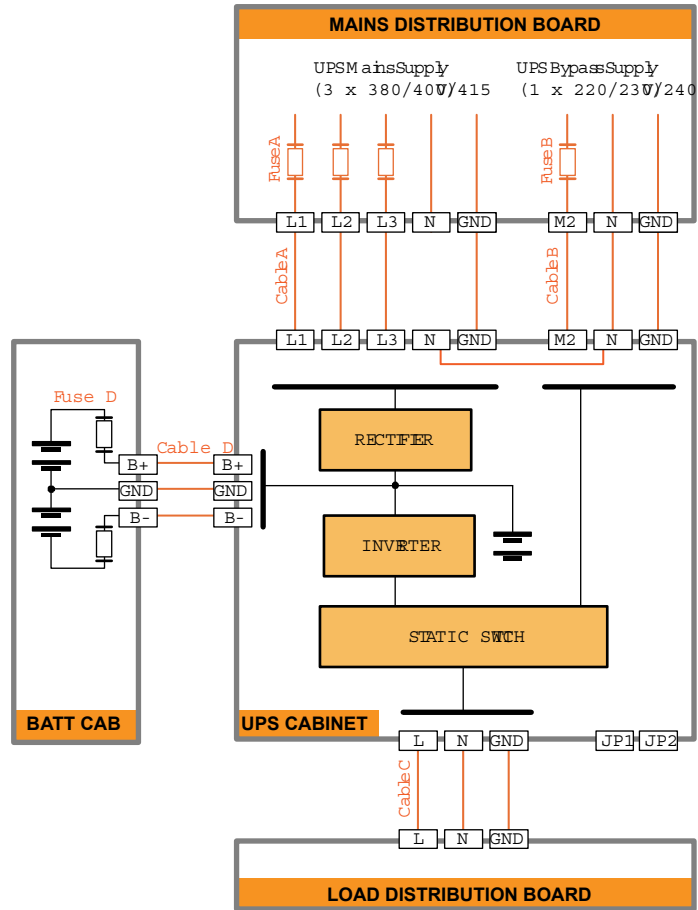 MAINS DISTRIBUTION BOARD
UPS Mains Supply
(3 x 380/400/415V)
UPS Bypass Supply
(1 x 220/230/240V)
Fuse A
Fuse B
L1 L2 L3 N GND M2 N GND
Cable A
Cable B
L1 L2 L3 N GND M2 N GND
Fuse D
Cable D
RECTIFIER
B+ B+
GND GND
B- B-
INVERTER
STATIC SWITCH
BATT CAB
UPS CABINET
L N GND JP1 JP2
Cable C
L N GND
LOAD DISTRIBUTION BOARD